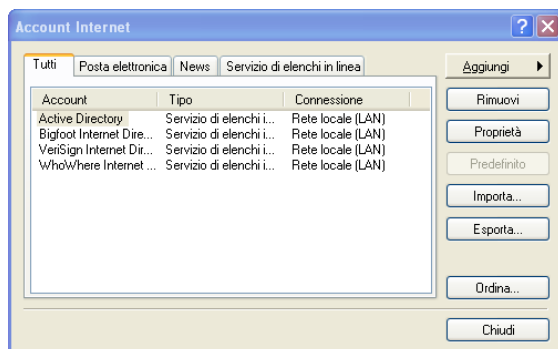 Account Internet
Tutti Posta elettronica News Servizio di elenchi in linea
Account Tipo Connessione
Active Directory Servizio di elenchi i... Rete locale (LAN)
Bigfoot Internet Dire... Servizio di elenchi i... Rete locale (LAN)
VeriSign Internet Dir... Servizio di elenchi i... Rete locale (LAN)
WhoWhere Internet ... Servizio di elenchi i... Rete locale (LAN)
Aggiungi
Rimuovi
Proprietà
Predefinito
Importa...
Esporta...
Ordina...
Chiudi